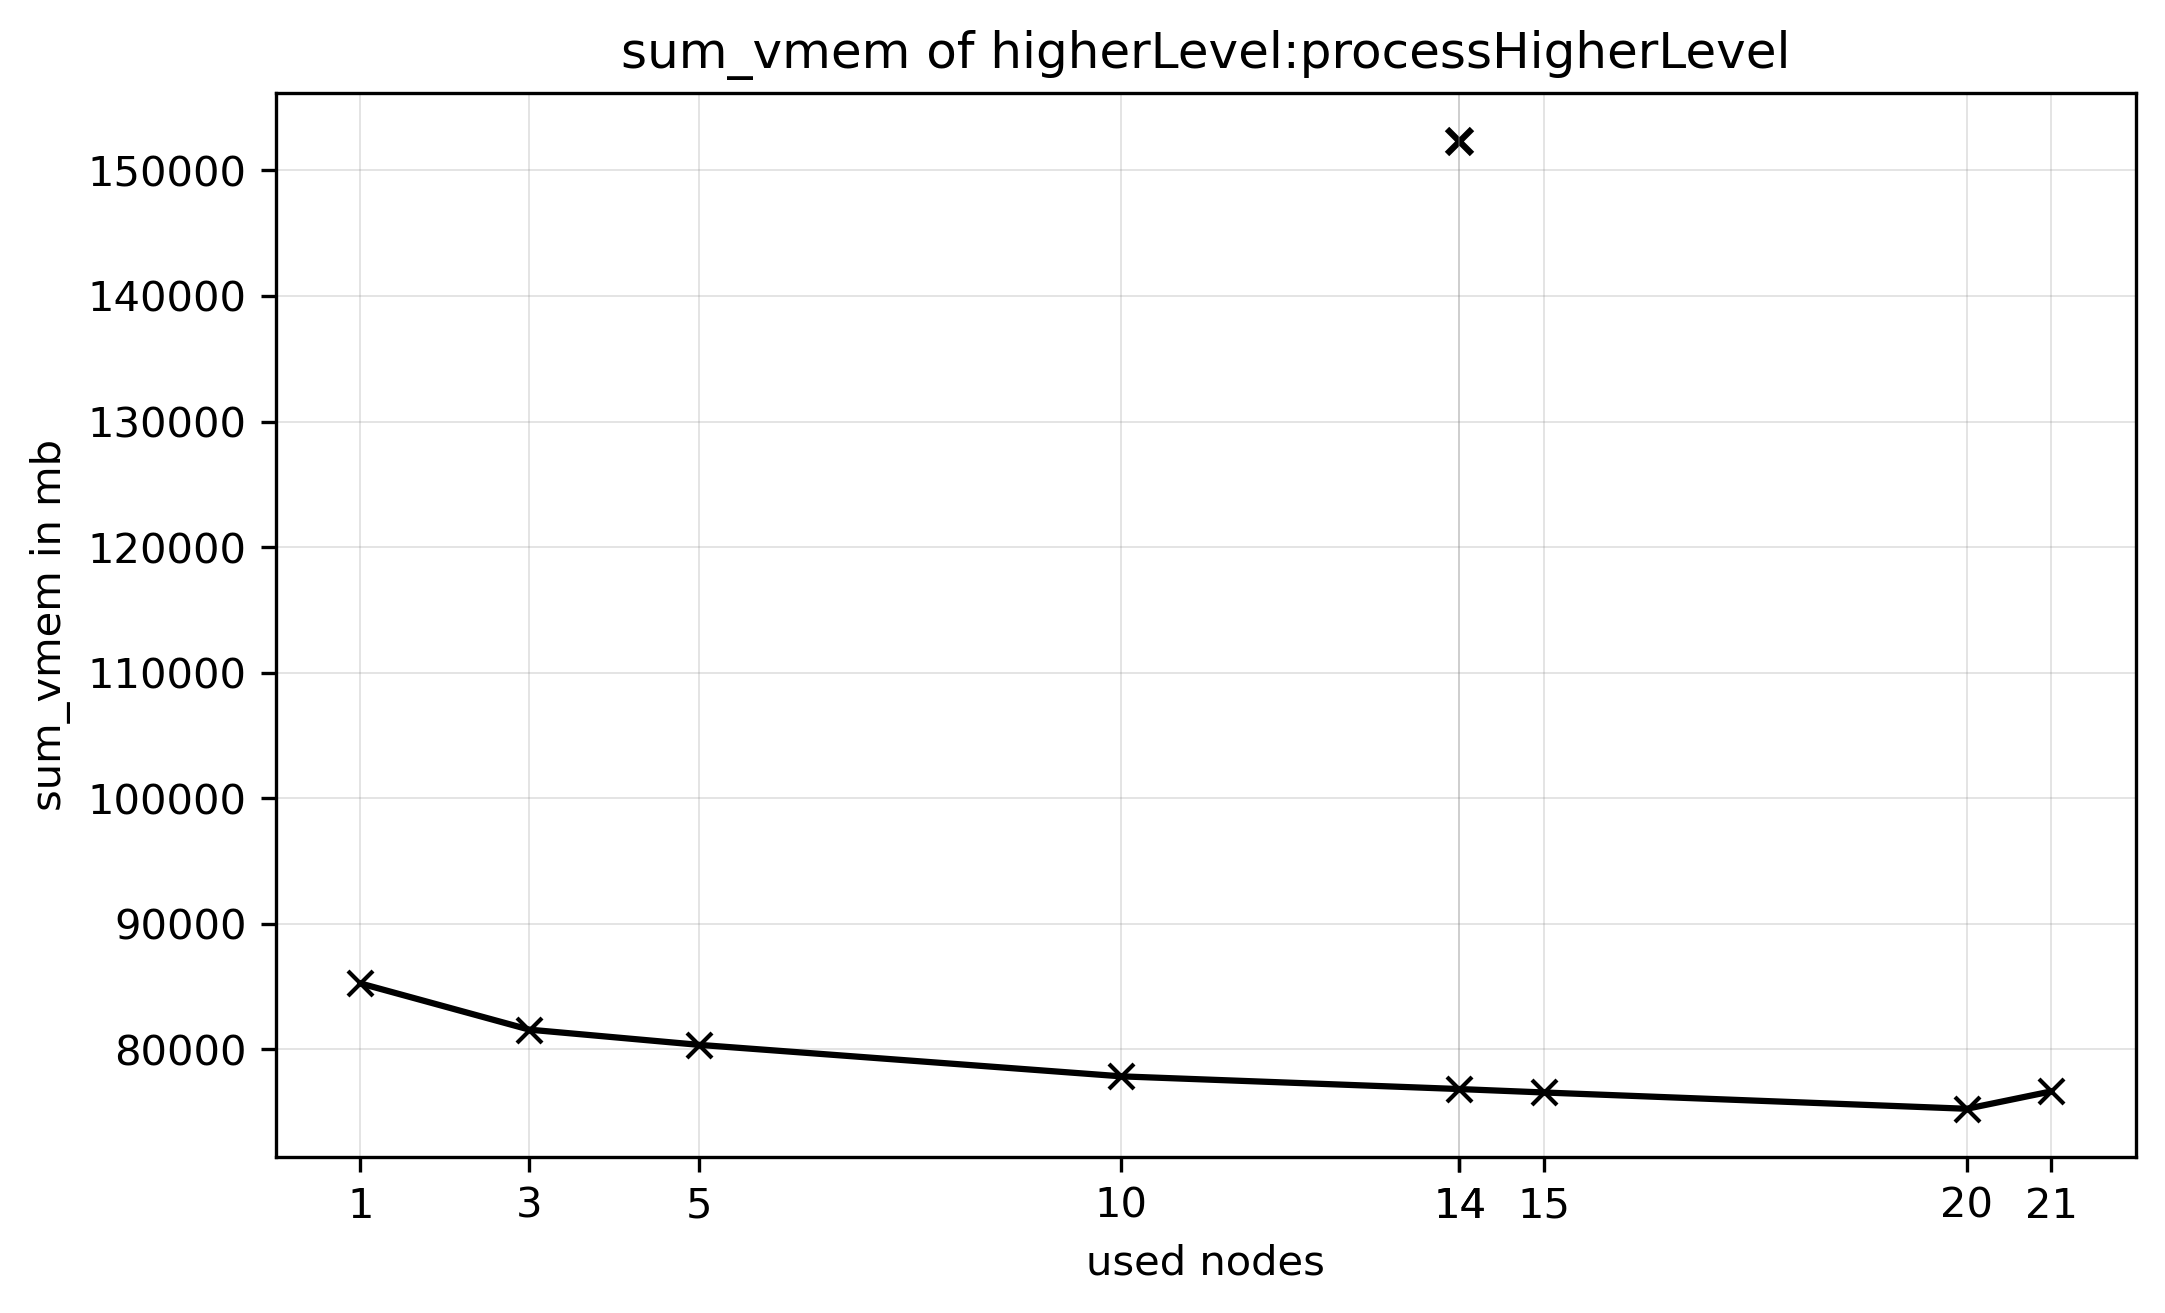 sum_vmem of higherLevel:processHigherLevel
sum_vmem in mb
150000
140000
130000
120000
110000
100000
90000
80000
1 3 5 10 14 15 20 21
used nodes